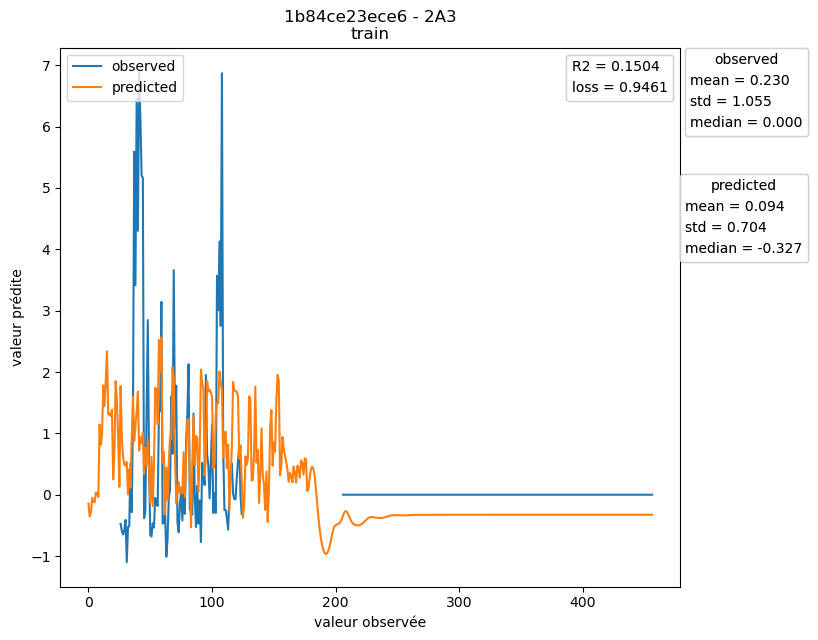 1b84ce23ece6 - 2A3
train
observed
predicted
R2 = 0.1504
loss = 0.9461
observed
mean = 0.230
std = 1.055
median = 0.000
predicted
mean = 0.094
std = 0.704
median = -0.327
valeur prédite
7
6
5
4
3
2
1
0
−1
0
100
200
300
400
valeur observée